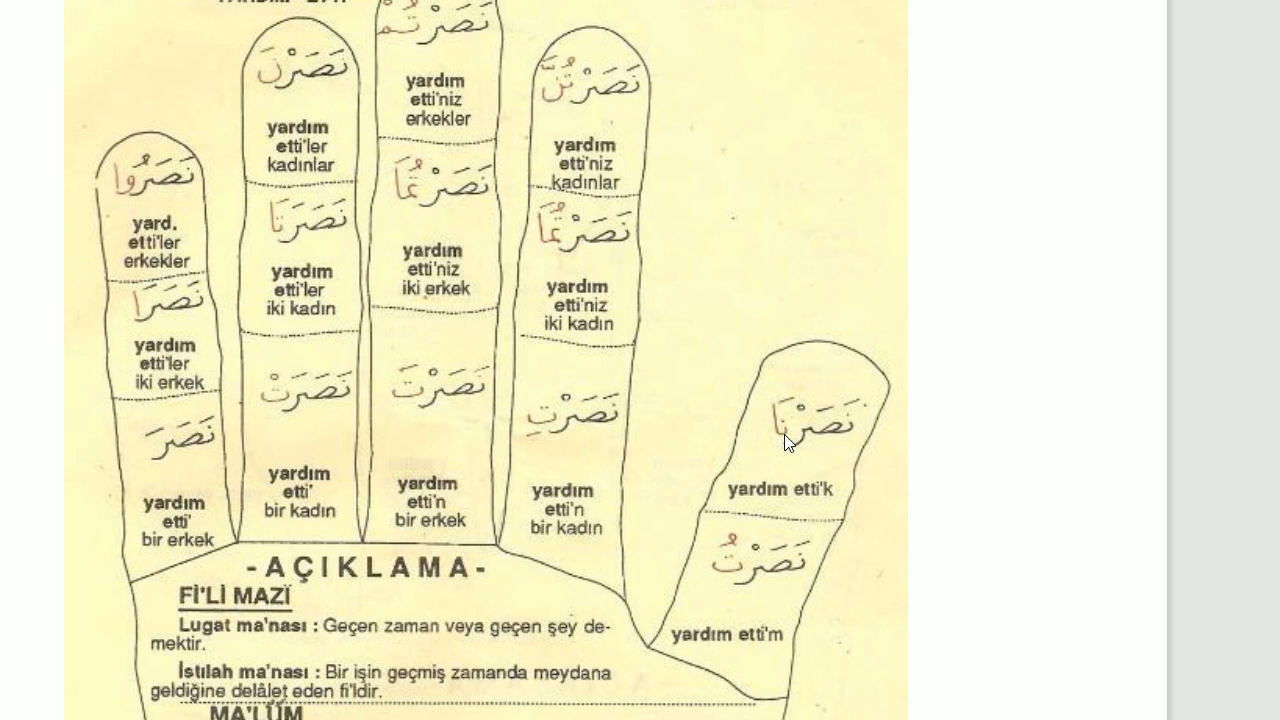 YARDIM ETTİ
نَصَرُوا
yard.
etti'ler
erkekler
نَصَرَا
yardım
etti'ler
iki erkek
نَصَرَ
yardım
etti'
bir erkek
نَصَرْنَ
yardım
etti'ler
kadınlar
نَصَرَتَا
yardım
etti'ler
iki kadın
نَصَرَتْ
yardım
etti'
bir kadın
نَصَرْتُمْ
yardım
etti'niz
erkekler
نَصَرْتُمَا
yardım
etti'niz
iki erkek
نَصَرْتَ
yardım
etti'n
bir erkek
نَصَرْتُنَّ
yardım
etti'niz
kadınlar
نَصَرْتُمَا
yardım
etti'niz
iki kadın
نَصَرْتِ
yardım
etti'n
bir kadın
نَصَرْنَا
yardım etti'k
نَصَرْتُ
yardım etti'm
-AÇIKLAMA-
Fİ'Lİ MAZÎ
Lugat ma'nası : Geçen zaman veya geçen şey de-
mektir.
İstılah ma'nası : Bir işin geçmiş zamanda meydana
geldiğine delâlet eden fi'ldir.
MA'LÛM